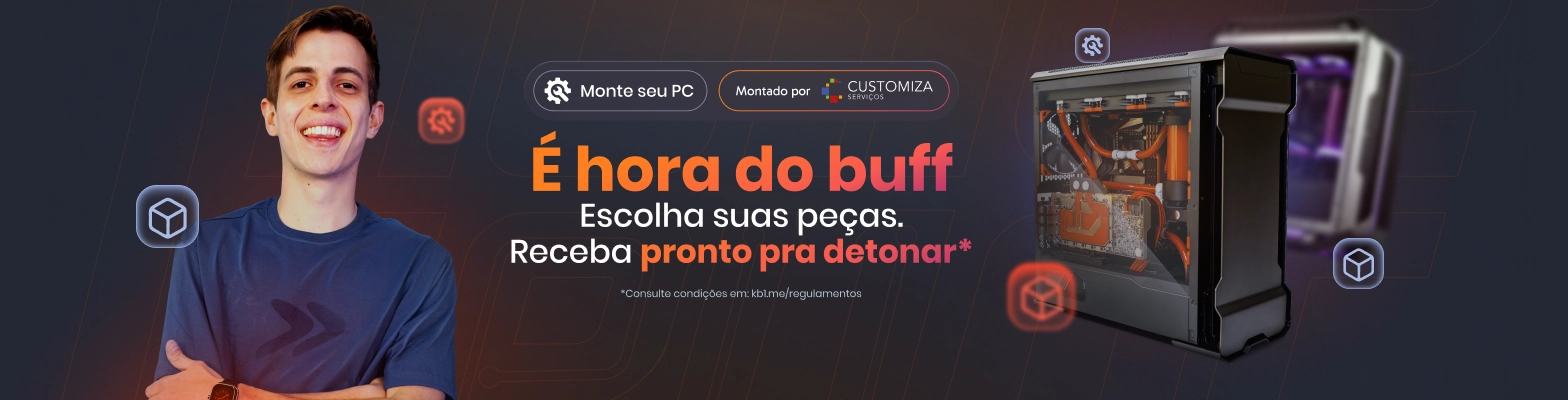 Monte seu PC
Montado por CUSTOMIZA
SERVIÇOS
É hora do buff
Escolha suas peças.
Receba pronto pra detonar*
*Consulte condições em: kb1.me/regulamentos